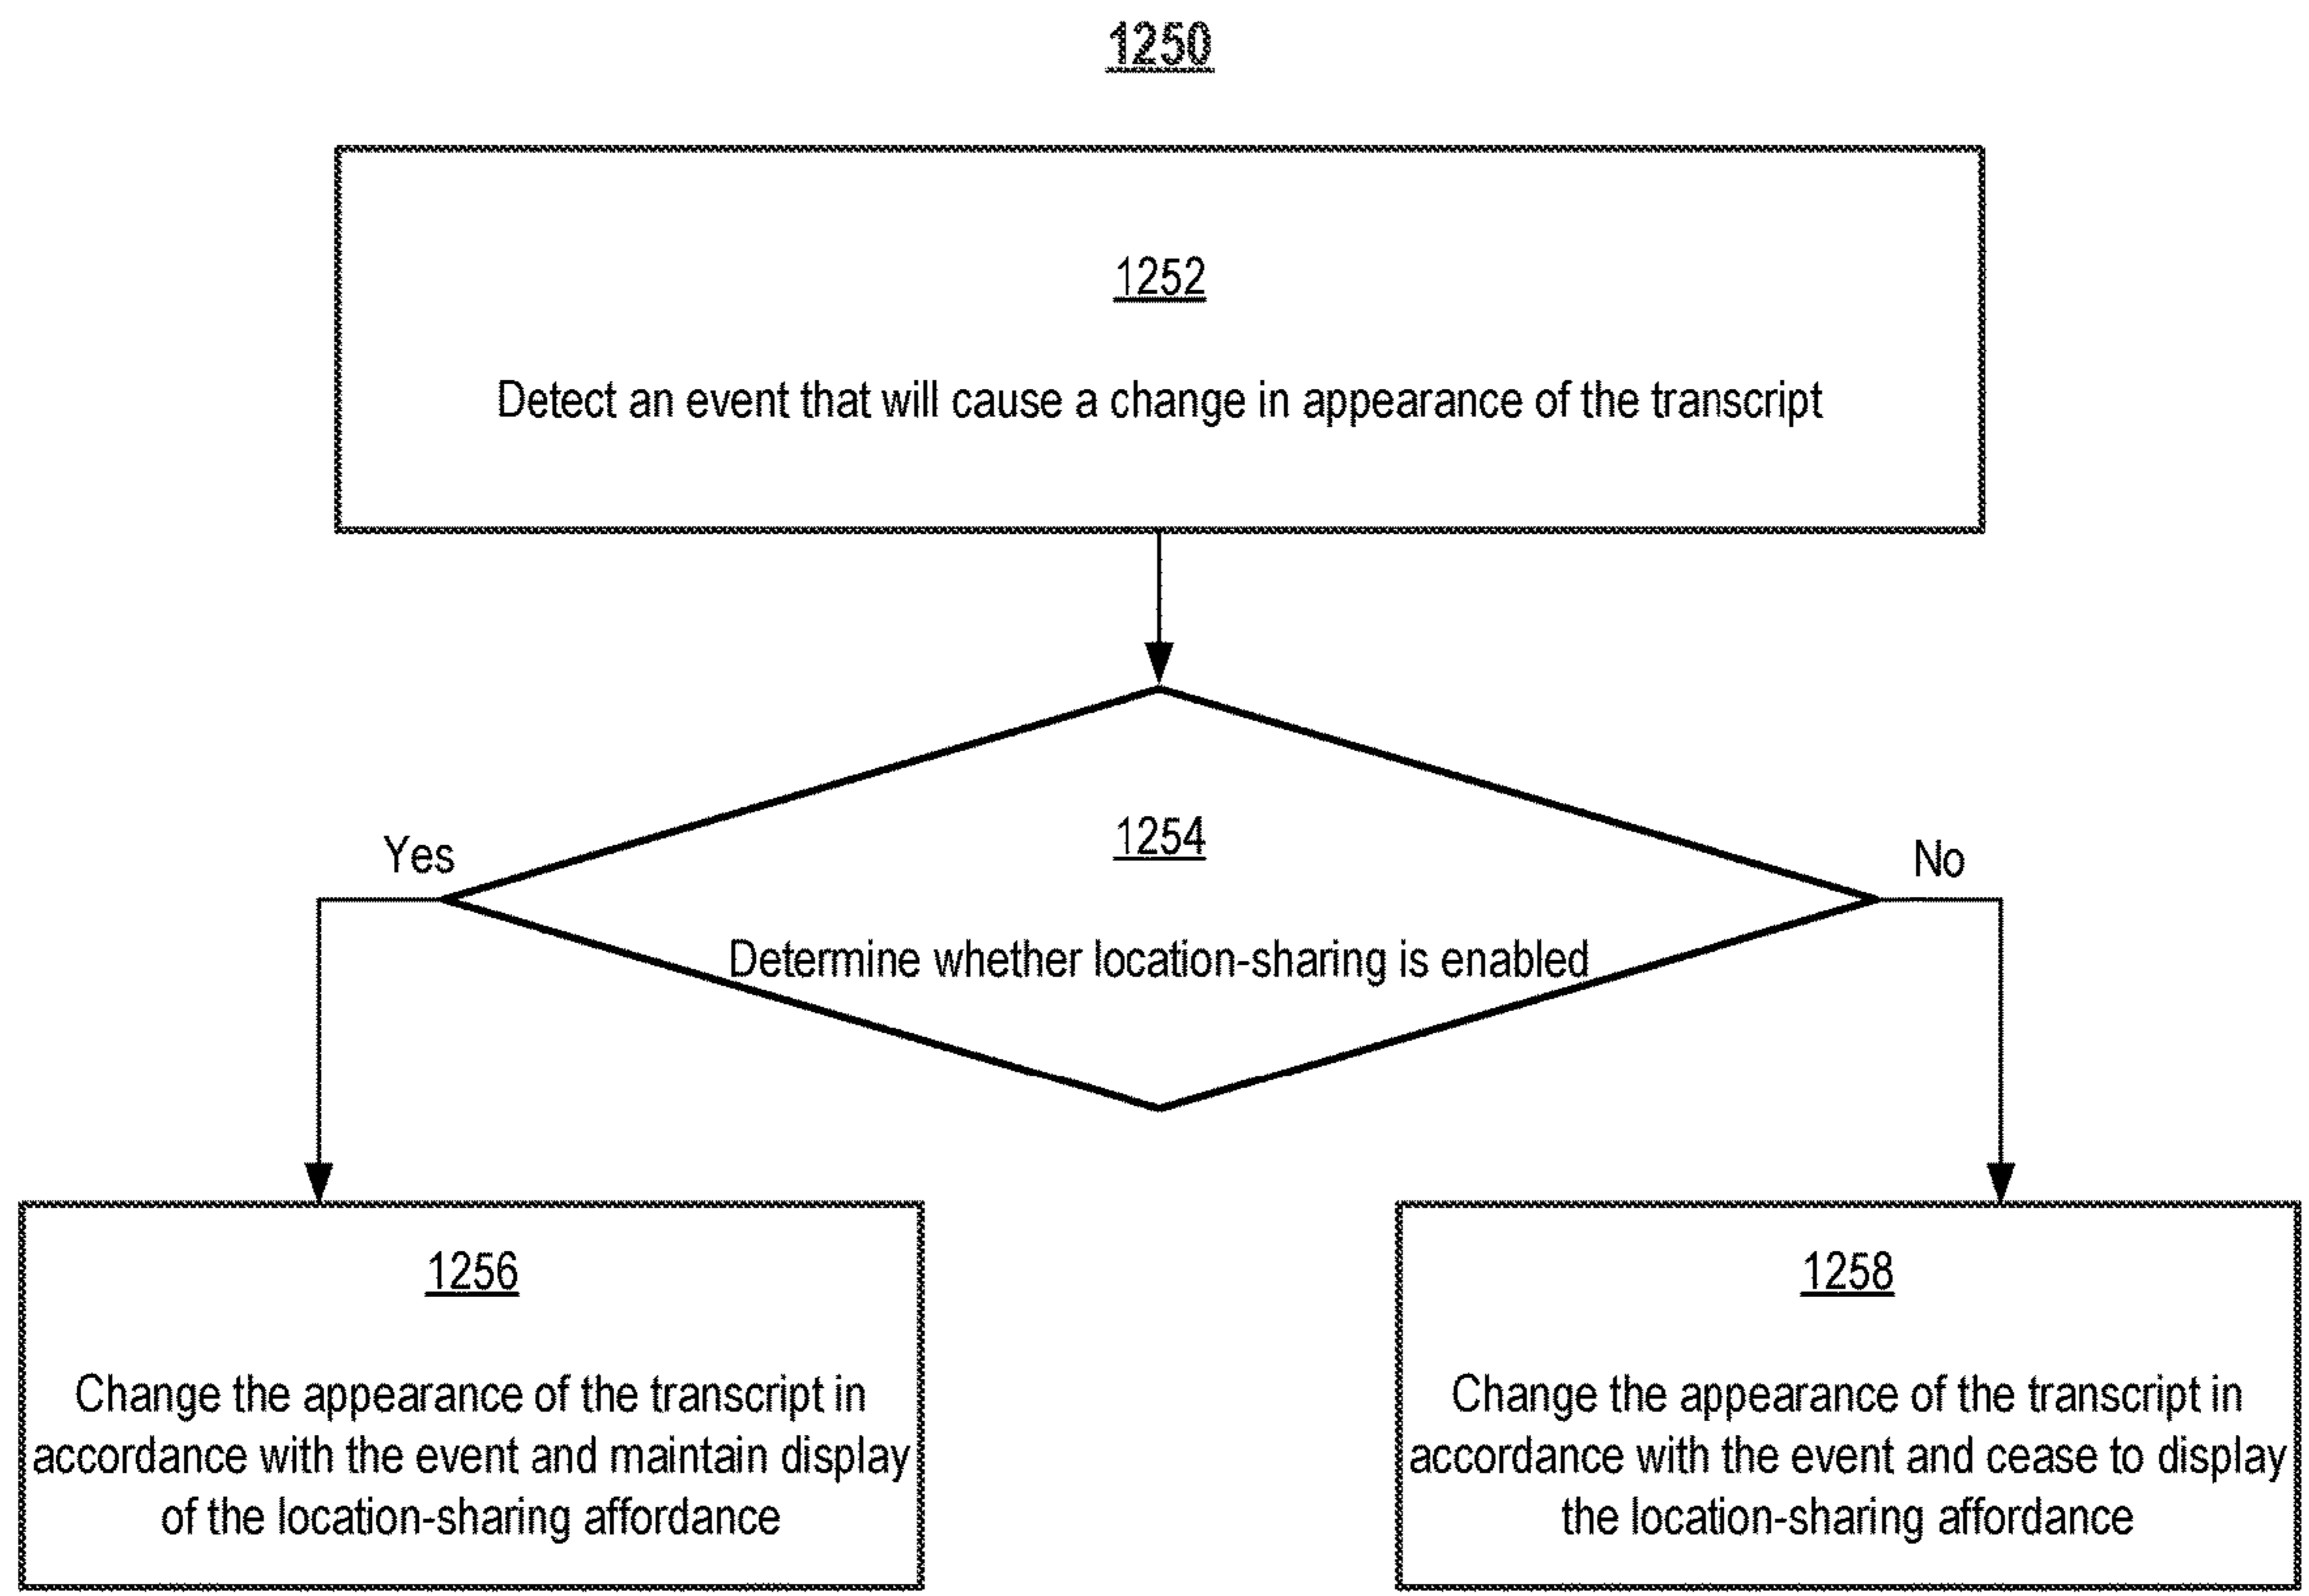 1250
1252
Detect an event that will cause a change in appearance of the transcript
1254
Yes
No
Determine whether location-sharing is enabled
1256
Change the appearance of the transcript in
accordance with the event and maintain display
of the location-sharing affordance
1258
Change the appearance of the transcript in
accordance with the event and cease to display
the location-sharing affordance